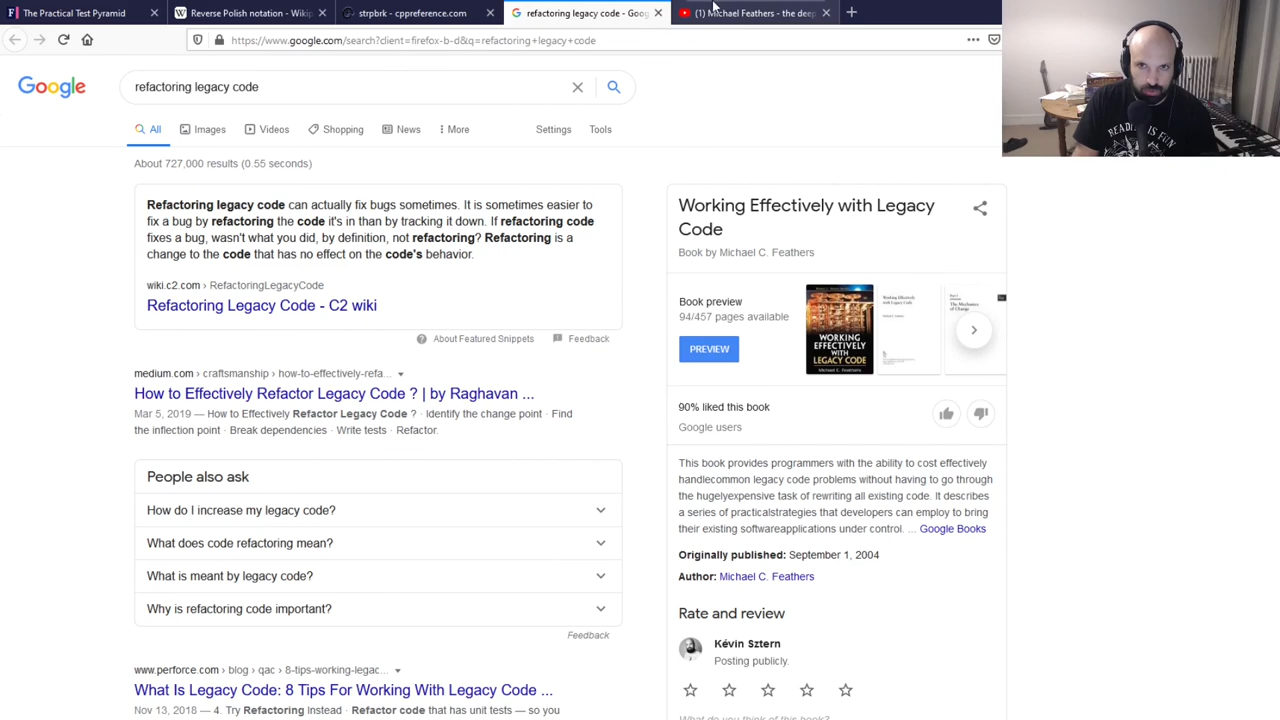 The Practical Test Pyramid
Reverse Polish notation - Wikip
strpbrk - cppreference.com
refactoring legacy code - Goog
(1) Michael Feathers - the deep
https://www.google.com/search?client=firefox-b-d&q=refactoring+legacy+code
Google
refactoring legacy code
All
Images
Videos
Shopping
News
More
Settings
Tools
About 727,000 results (0.55 seconds)
Refactoring legacy code can actually fix bugs sometimes. It is sometimes easier to
fix a bug by refactoring the code it's in than by tracking it down. If refactoring code
fixes a bug, wasn't what you did, by definition, not refactoring? Refactoring is a
change to the code that has no effect on the code's behavior.
wiki.c2.com › RefactoringLegacyCode
Refactoring Legacy Code - C2 wiki
About Featured Snippets
Feedback
medium.com › craftsmanship › how-to-effectively-refa...
How to Effectively Refactor Legacy Code ? | by Raghavan ...
Mar 5, 2019 — How to Effectively Refactor Legacy Code ? · Identify the change point · Find
the inflection point · Break dependencies · Write tests · Refactor.
People also ask
How do I increase my legacy code?
What does code refactoring mean?
What is meant by legacy code?
Why is refactoring code important?
Feedback
www.perforce.com › blog › qac › 8-tips-working-legac...
What Is Legacy Code: 8 Tips For Working With Legacy Code ...
Nov 13, 2018 — 4. Try Refactoring Instead · Refactor code that has unit tests — so you
Working Effectively with Legacy
Code
Book by Michael C. Feathers
Book preview
94/457 pages available
PREVIEW
WORKING
EFFECTIVELY
WITH
LEGACY CODE
Michael C. Feathers
90% liked this book
Google users
This book provides programmers with the ability to cost effectively
handlecommon legacy code problems without having to go through
the hugelyexpensive task of rewriting all existing code. It describes
a series of practicalstrategies that developers can employ to bring
their existing softwareapplications under control. ... Google Books
Originally published: September 1, 2004
Author: Michael C. Feathers
Rate and review
Kévin Sztern
Posting publicly.
What do you think of this book?
READING IS FUN